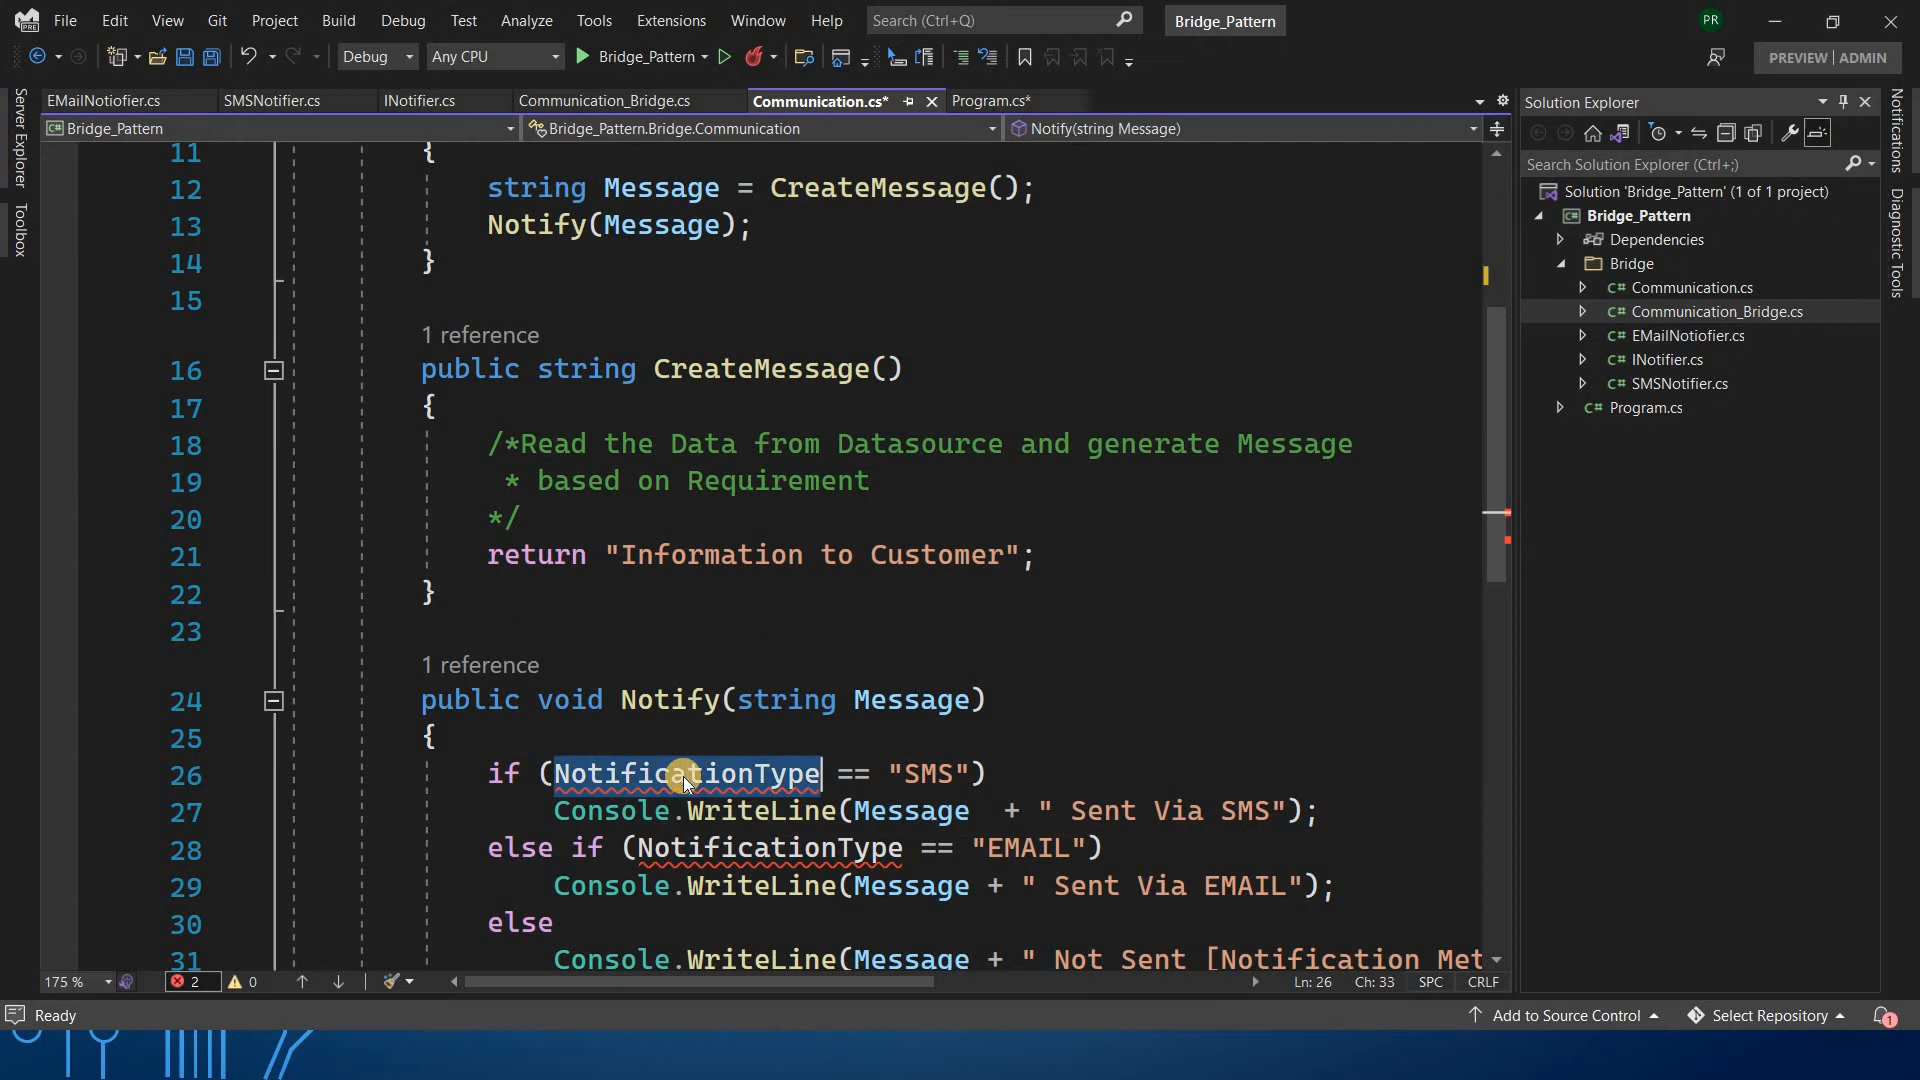 File Edit View Git Project Build Debug Test Analyze Tools Extensions Window Help Search (Ctrl+Q) Bridge_Pattern PR
PRE
Debug Any CPU Bridge_Pattern PREVIEW | ADMIN
Server Explorer
Toolbox
EMailNotiofier.cs SMSNotifier.cs INotifier.cs Communication_Bridge.cs Communication.cs* Program.cs*
Bridge_Pattern Bridge_Pattern.Bridge.Communication Notify(string Message)
11 {
12 string Message = CreateMessage();
13 Notify(Message);
14 }
15
1 reference
16 public string CreateMessage()
17 {
18 /*Read the Data from Datasource and generate Message
19 * based on Requirement
20 */
21 return "Information to Customer";
22 }
23
1 reference
24 public void Notify(string Message)
25 {
26 if (NotificationType == "SMS")
27 Console.WriteLine(Message + " Sent Via SMS");
28 else if (NotificationType == "EMAIL")
29 Console.WriteLine(Message + " Sent Via EMAIL");
30 else
31 Console.WriteLine(Message + " Not Sent [Notification Met
175 % 2 0 Ln: 26 Ch: 33 SPC CRLF
Solution Explorer
Search Solution Explorer (Ctrl+;)
Solution 'Bridge_Pattern' (1 of 1 project)
C# Bridge_Pattern
Dependencies
Bridge
C# Communication.cs
C# Communication_Bridge.cs
C# EMailNotiofier.cs
C# INotifier.cs
C# SMSNotifier.cs
C# Program.cs
Notifications
Diagnostic Tools
Ready Add to Source Control Select Repository 1